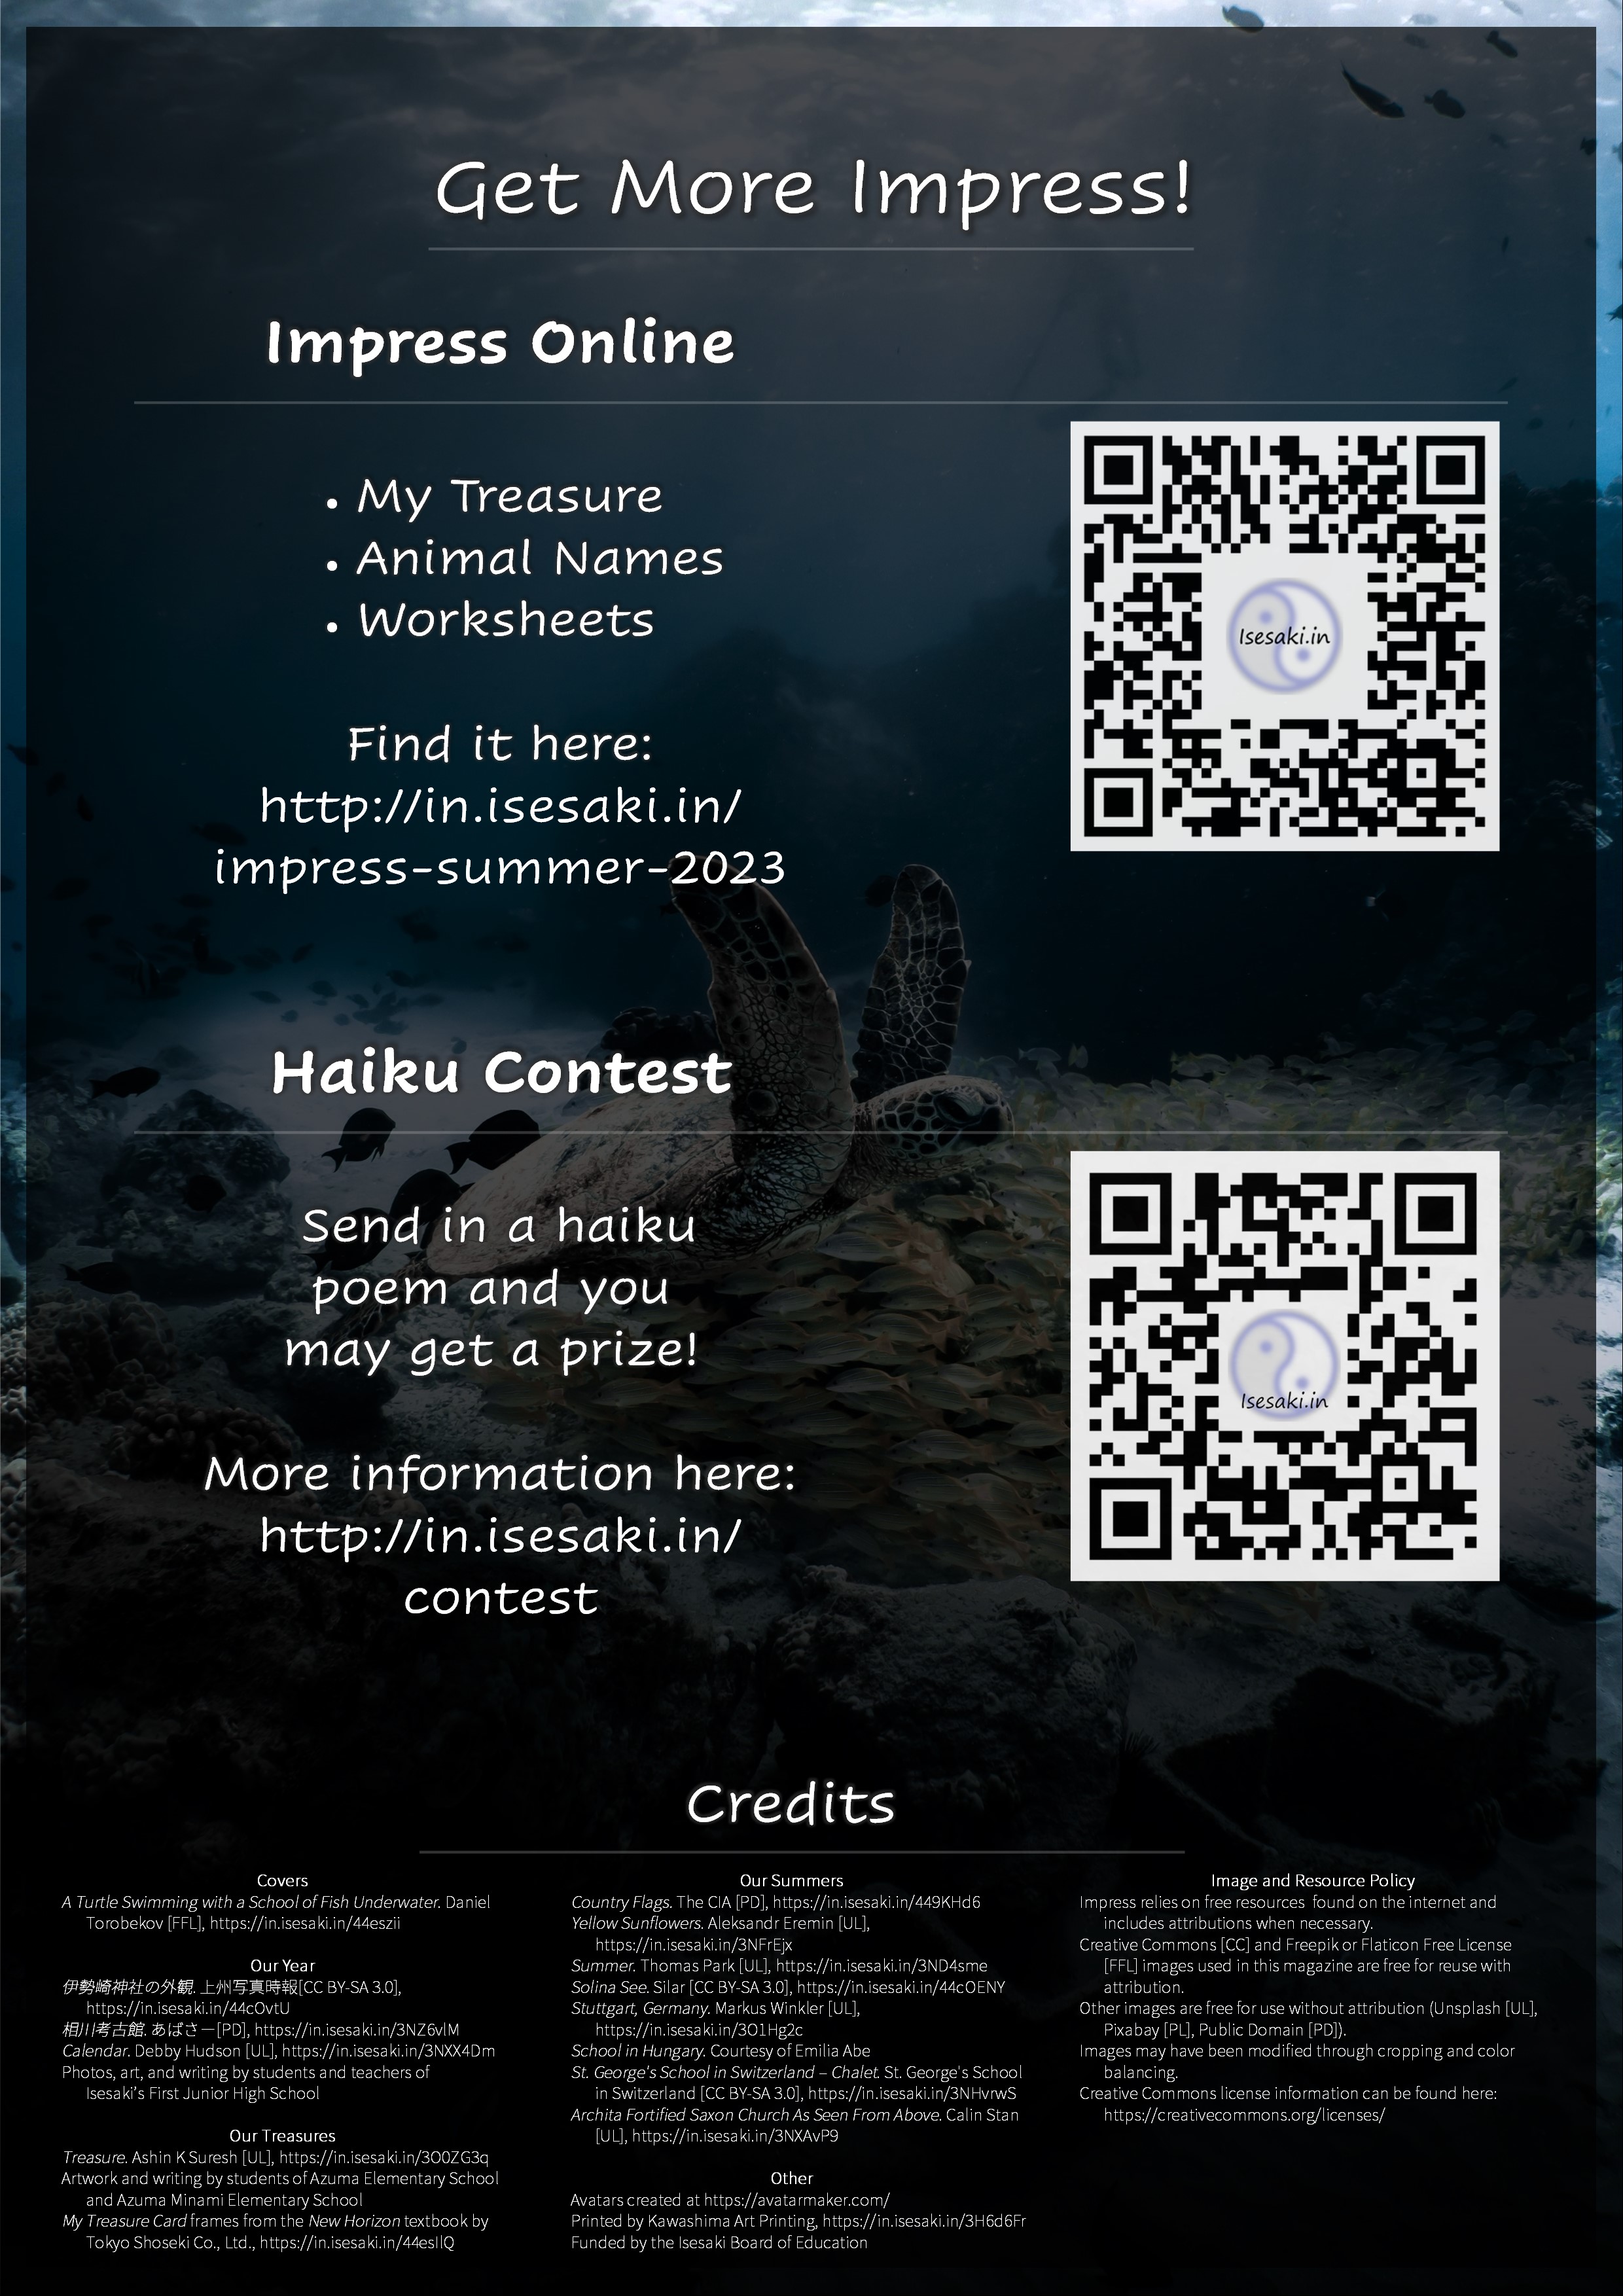 Get More Impress!
Impress Online
• My Treasure
• Animal Names
• Worksheets
Find it here:
http://in.isesaki.in/
impress-summer-2023
Isesaki.in
Haiku Contest
Send in a haiku
poem and you
may get a prize!
More information here:
http://in.isesaki.in/
contest
Isesaki.in
Credits
Covers
A Turtle Swimming with a School of Fish Underwater. Daniel
Torobekov [FFL], https://in.isesaki.in/44eszii
Our Year
伊勢崎神社の外観. 上州写真時報[CC BY-SA 3.0],
https://in.isesaki.in/44cOvtU
相川考古館. あばさー[PD], https://in.isesaki.in/3NZ6vlM
Calendar. Debby Hudson [UL], https://in.isesaki.in/3NXX4Dm
Photos, art, and writing by students and teachers of
Isesaki's First Junior High School
Our Treasures
Treasure. Ashin K Suresh [UL], https://in.isesaki.in/3O0ZG3q
Artwork and writing by students of Azuma Elementary School
and Azuma Minami Elementary School
My Treasure Card frames from the New Horizon textbook by
Tokyo Shoseki Co., Ltd., https://in.isesaki.in/44esIlQ
Our Summers
Country Flags. The CIA [PD], https://in.isesaki.in/449KHd6
Yellow Sunflowers. Aleksandr Eremin [UL],
https://in.isesaki.in/3NFrEjx
Summer. Thomas Park [UL], https://in.isesaki.in/3ND4sme
Solina See. Silar [CC BY-SA 3.0], https://in.isesaki.in/44cOENY
Stuttgart, Germany. Markus Winkler [UL],
https://in.isesaki.in/3O1Hg2c
School in Hungary. Courtesy of Emilia Abe
St. George's School in Switzerland – Chalet. St. George's School
in Switzerland [CC BY-SA 3.0], https://in.isesaki.in/3NHvrwS
Archita Fortified Saxon Church As Seen From Above. Calin Stan
[UL], https://in.isesaki.in/3NXAvP9
Other
Avatars created at https://avatarmaker.com/
Printed by Kawashima Art Printing, https://in.isesaki.in/3H6d6Fr
Funded by the Isesaki Board of Education
Image and Resource Policy
Impress relies on free resources found on the internet and
includes attributions when necessary.
Creative Commons [CC] and Freepik or Flaticon Free License
[FFL] images used in this magazine are free for reuse with
attribution.
Other images are free for use without attribution (Unsplash [UL],
Pixabay [PL], Public Domain [PD]).
Images may have been modified through cropping and color
balancing.
Creative Commons license information can be found here:
https://creativecommons.org/licenses/